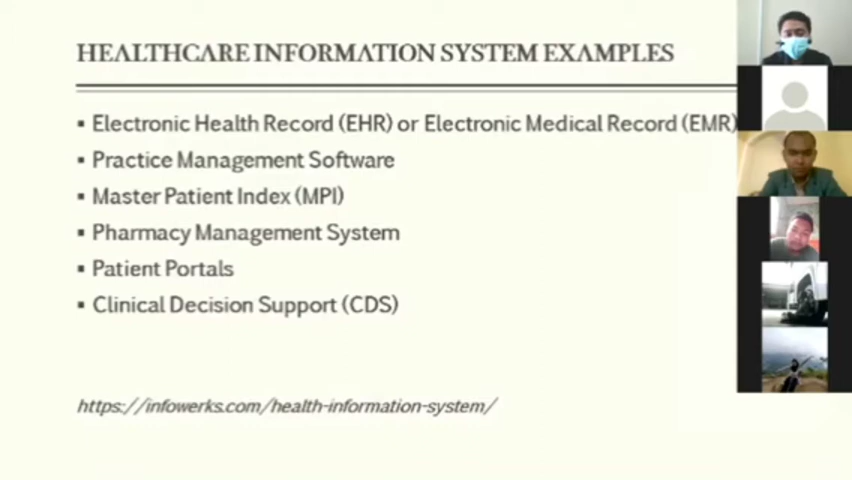 HEALTHCARE INFORMATION SYSTEM EXAMPLES
▪ Electronic Health Record (EHR) or Electronic Medical Record (EMR)
▪ Practice Management Software
▪ Master Patient Index (MPI)
▪ Pharmacy Management System
▪ Patient Portals
▪ Clinical Decision Support (CDS)
https://infowerks.com/health-information-system/